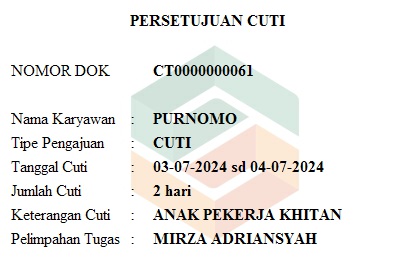 PERSETUJUAN CUTI
NOMOR DOK CT0000000061
Nama Karyawan : PURNOMO
Tipe Pengajuan : CUTI
Tanggal Cuti : 03-07-2024 sd 04-07-2024
Jumlah Cuti : 2 hari
Keterangan Cuti : ANAK PEKERJA KHITAN
Pelimpahan Tugas : MIRZA ADRIANSYAH